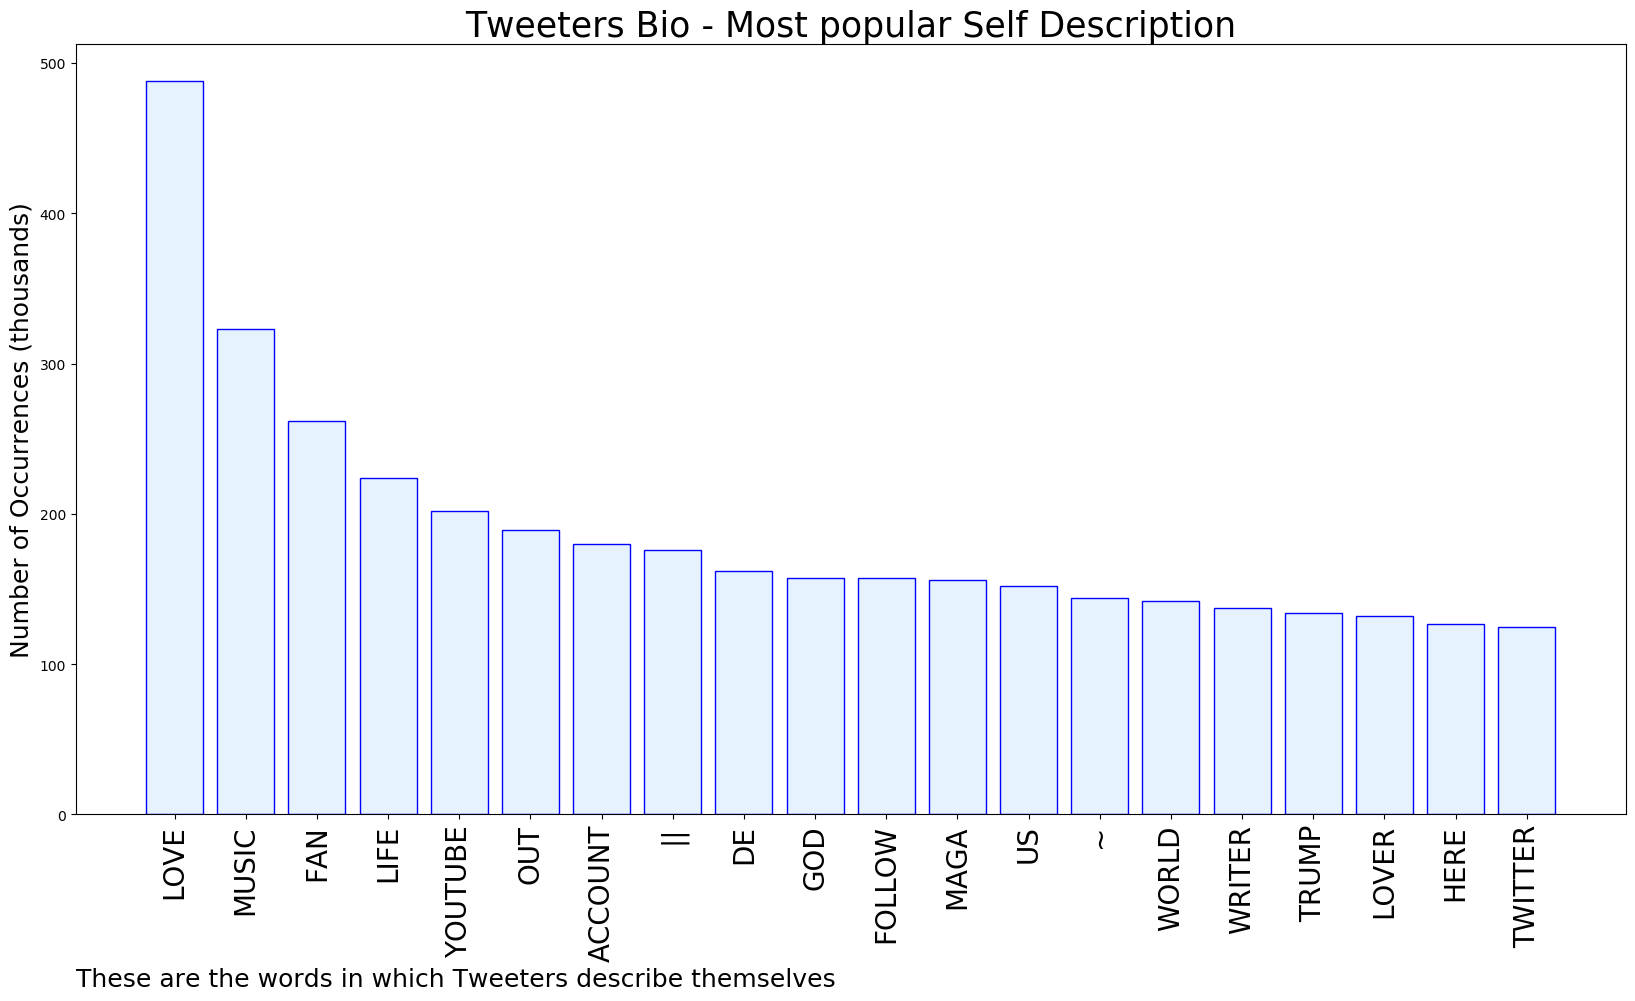 Tweeters Bio - Most popular Self Description
Number of Occurrences (thousands)
500
400
300
200
100
0
LOVE
MUSIC
FAN
LIFE
YOUTUBE
OUT
ACCOUNT
||
DE
GOD
FOLLOW
MAGA
US
~
WORLD
WRITER
TRUMP
LOVER
HERE
TWITTER
These are the words in which Tweeters describe themselves